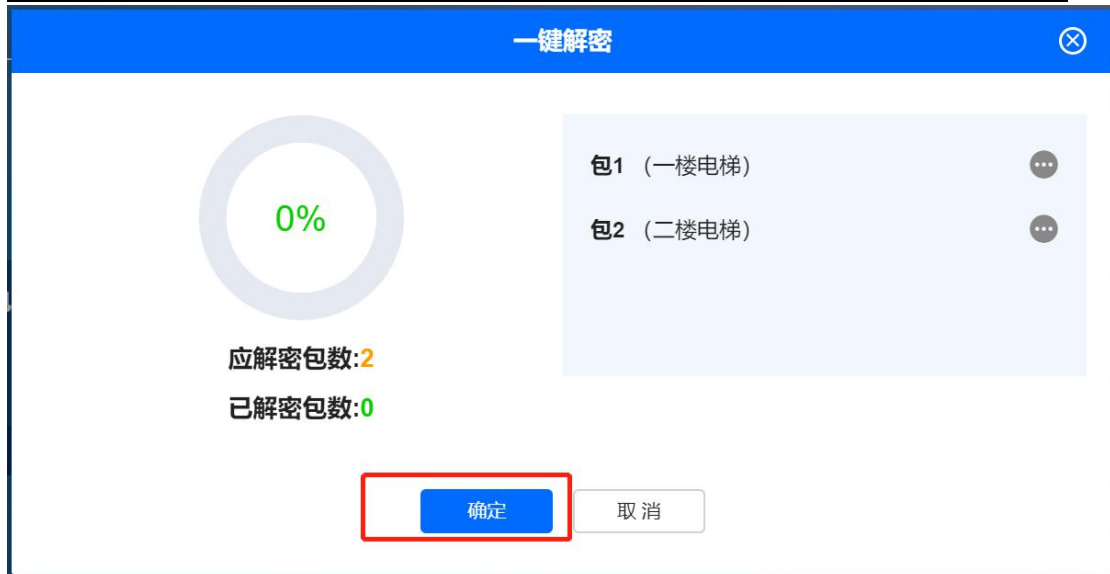 一键解密
0%
应解密包数:2
已解密包数:0
包1 (一楼电梯)
包2 (二楼电梯)
确定
取 消